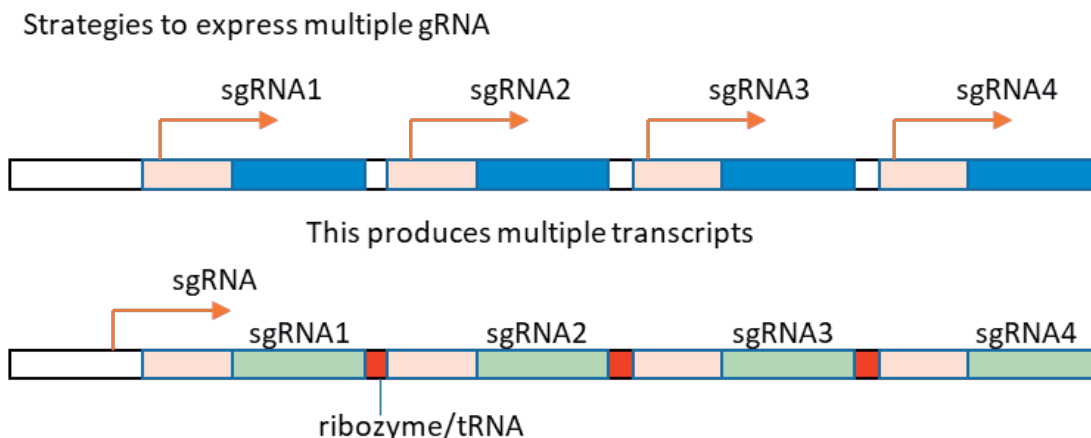 Strategies to express multiple gRNA
sgRNA1 sgRNA2 sgRNA3 sgRNA4
This produces multiple transcripts
sgRNA
sgRNA1 sgRNA2 sgRNA3 sgRNA4
ribozyme/tRNA